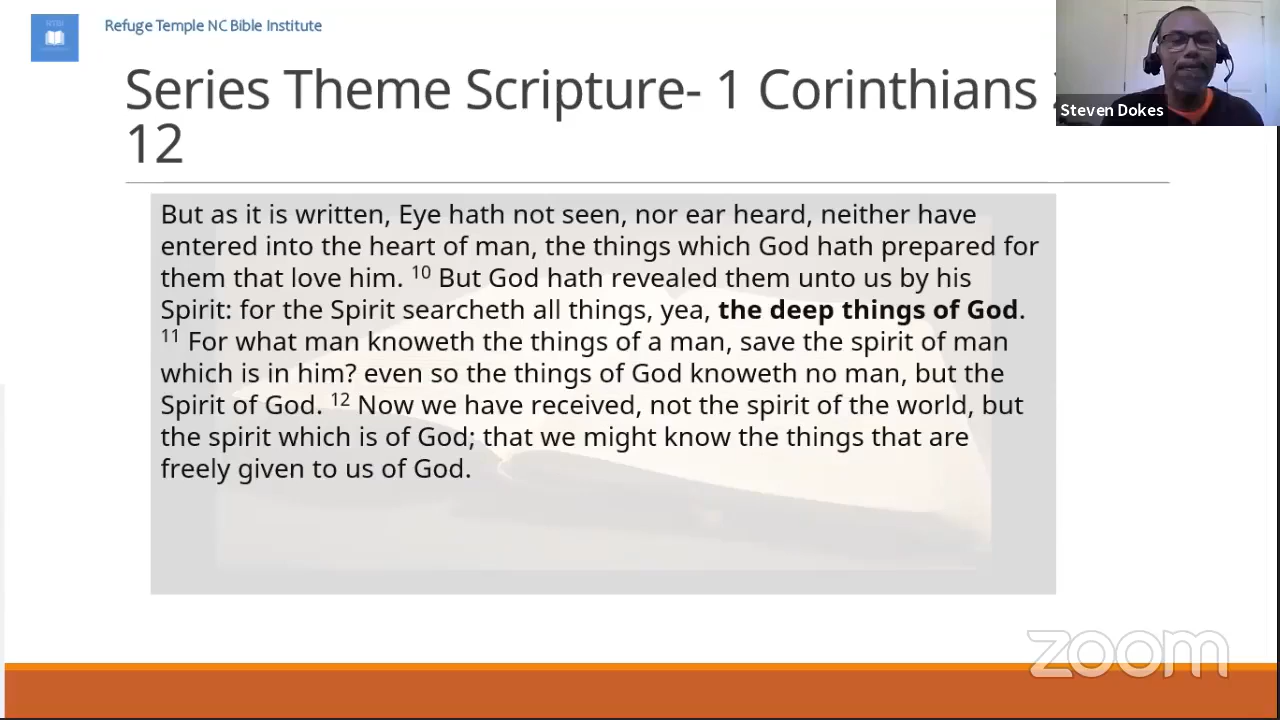 Refuge Temple NC Bible Institute
Series Theme Scripture- 1 Corinthians
12
Steven Dokes
But as it is written, Eye hath not seen, nor ear heard, neither have
entered into the heart of man, the things which God hath prepared for
them that love him. 10 But God hath revealed them unto us by his
Spirit: for the Spirit searcheth all things, yea, the deep things of God.
11 For what man knoweth the things of a man, save the spirit of man
which is in him? even so the things of God knoweth no man, but the
Spirit of God. 12 Now we have received, not the spirit of the world, but
the spirit which is of God; that we might know the things that are
freely given to us of God.
zoom